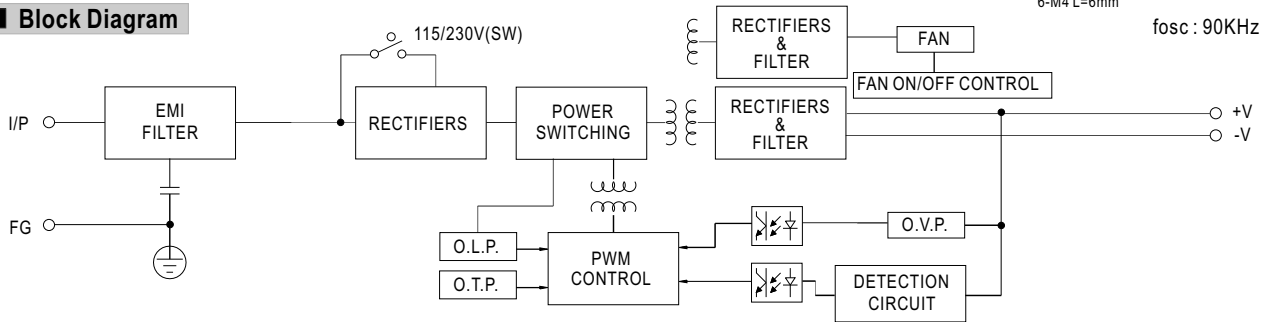 6-M4 L=6mm
Block Diagram
fosc : 90KHz
115/230V(SW)
RECTIFIERS
&
FILTER
FAN
FAN ON/OFF CONTROL
I/P
EMI
FILTER
RECTIFIERS
POWER
SWITCHING
RECTIFIERS
&
FILTER
+V
-V
FG
O.L.P.
O.T.P.
PWM
CONTROL
O.V.P.
DETECTION
CIRCUIT